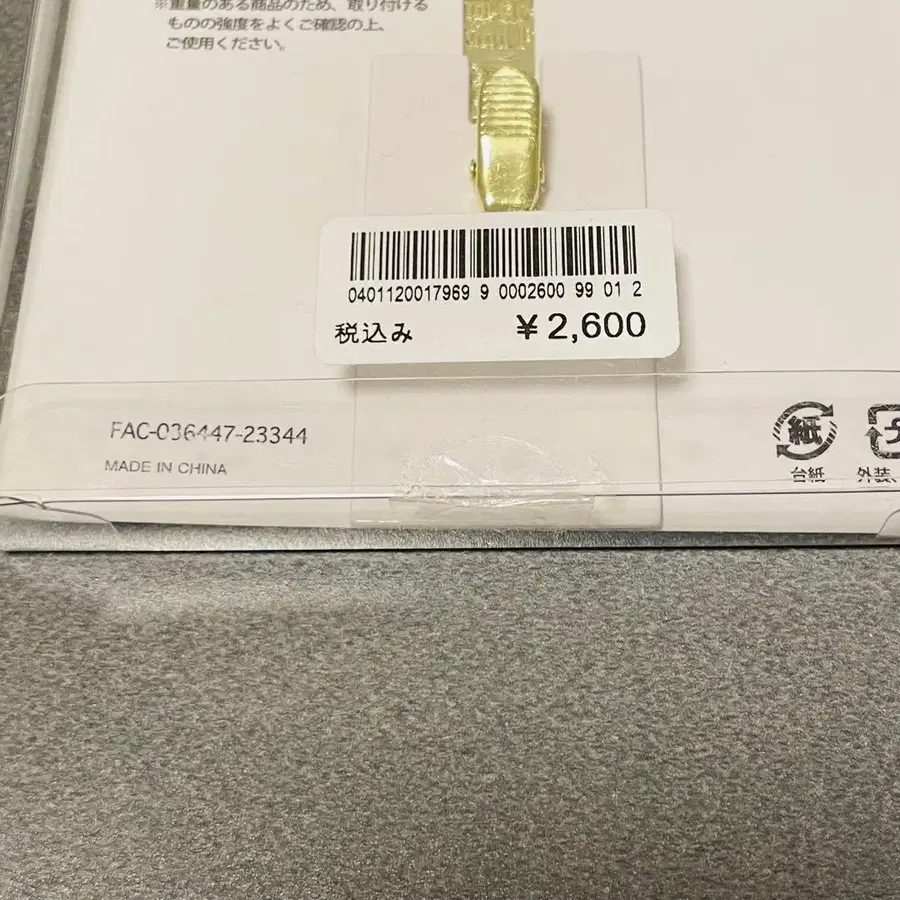 ※重量のある商品のため、取り付ける
ものの強度をよくご確認の上、
ご使用ください。
0401120017969 9 0002600 99 01 2
税込み ¥2,600
FAC-036447-23344
MADE IN CHINA
紙
台紙
外装、